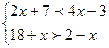 2x + 7 ≺ 4x − 3
18 ÷ x ≻ 2 − x